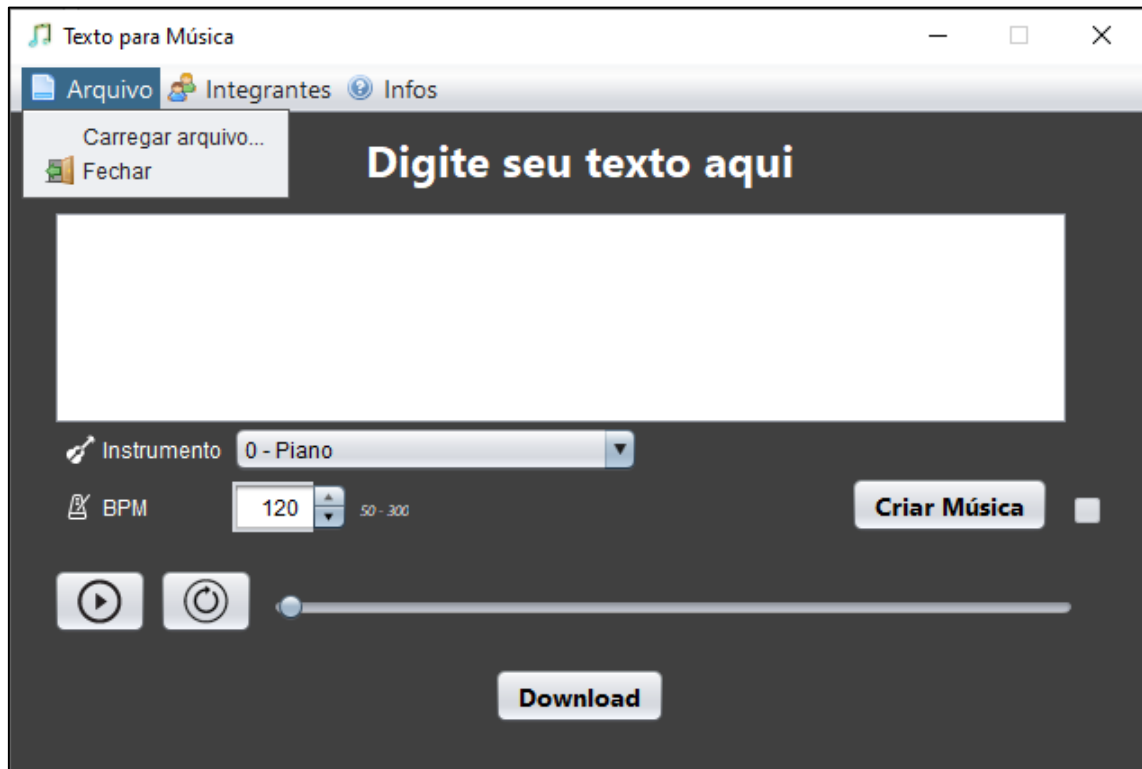 Texto para Música
Arquivo Integrantes Infos
Carregar arquivo...
Fechar
Digite seu texto aqui
Instrumento 0 - Piano
BPM 120 50 - 300
Criar Música
Download